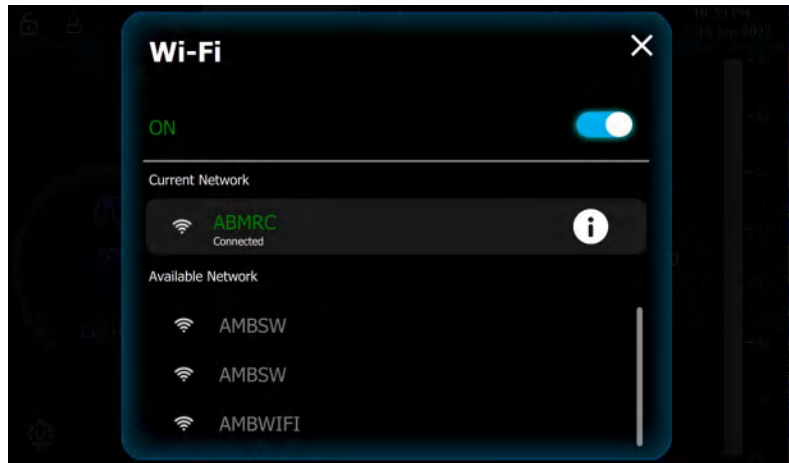 Wi-Fi
ON
Current Network
ABMRC
Connected
i
Available Network
AMBSW
AMBSW
AMBWIFI